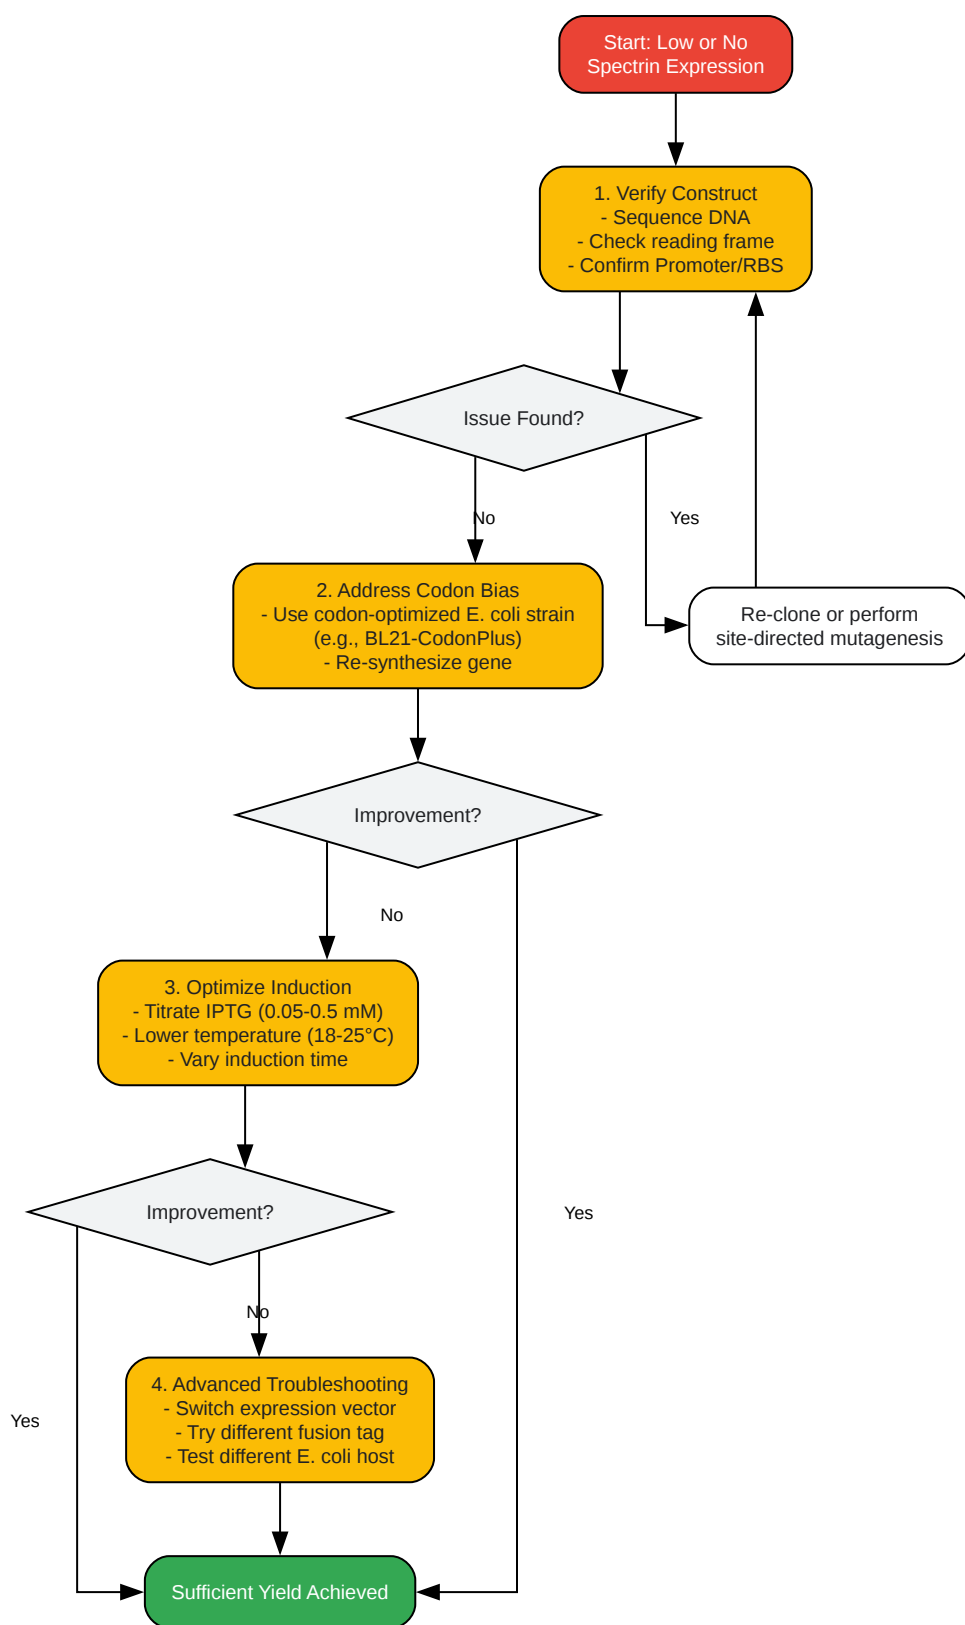 Start: Low or No
Spectrin Expression
1. Verify Construct
- Sequence DNA
- Check reading frame
- Confirm Promoter/RBS
Issue Found?
No
Yes
2. Address Codon Bias
- Use codon-optimized E. coli strain
(e.g., BL21-CodonPlus)
- Re-synthesize gene
Re-clone or perform
site-directed mutagenesis
Improvement?
No
3. Optimize Induction
- Titrate IPTG (0.05-0.5 mM)
- Lower temperature (18-25°C)
- Vary induction time
Improvement?
Yes
No
4. Advanced Troubleshooting
- Switch expression vector
- Try different fusion tag
- Test different E. coli host
Yes
Sufficient Yield Achieved